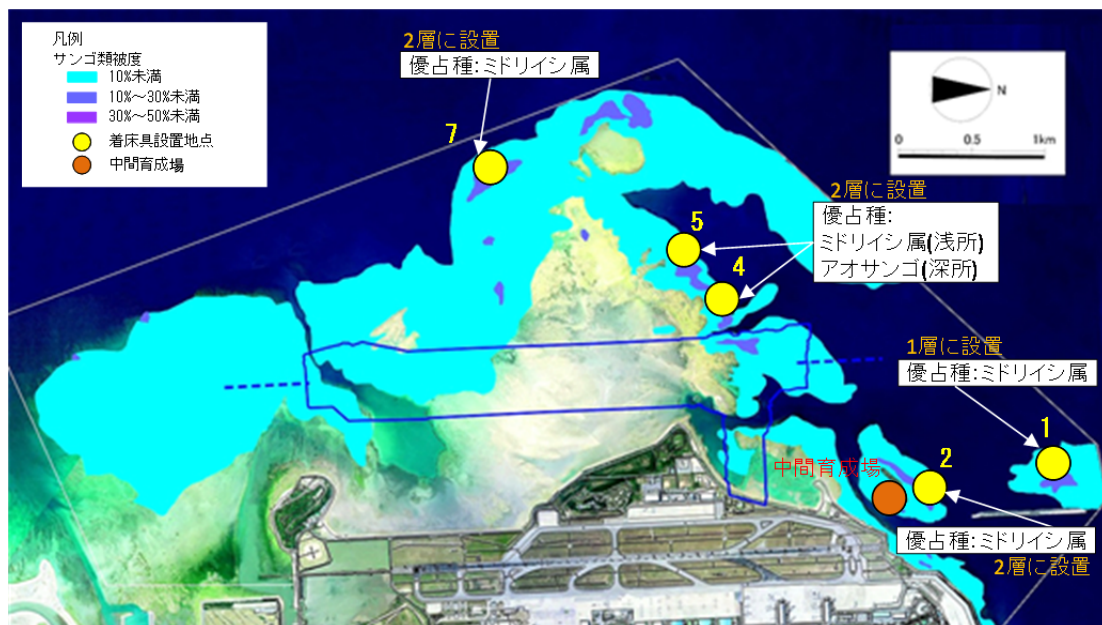 凡例
サンゴ類被度
10%未満
10%～30%未満
30%～50%未満
着床具設置地点
中間育成場
2層に設置
優占種:ミドリイシ属
7
N
0 0.5 1km
2層に設置
優占種:
ミドリイシ属(浅所)
アオサンゴ(深所)
5
4
1層に設置
優占種:ミドリイシ属
1
中間育成場
2
優占種:ミドリイシ属
2層に設置